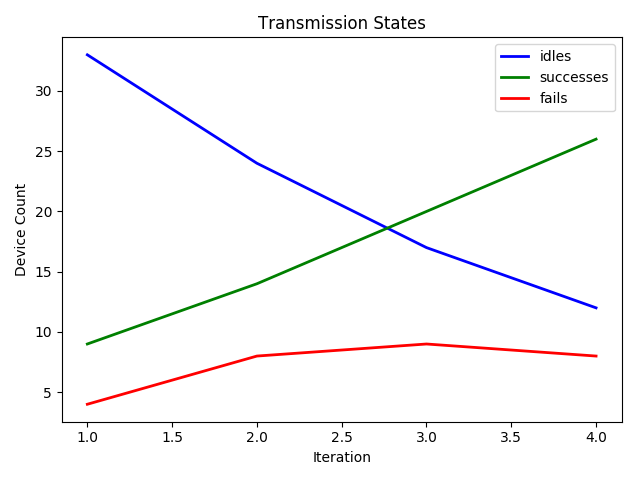 Transmission States
idles
successes
fails
Device Count
30
25
20
15
10
5
1.0 1.5 2.0 2.5 3.0 3.5 4.0
Iteration